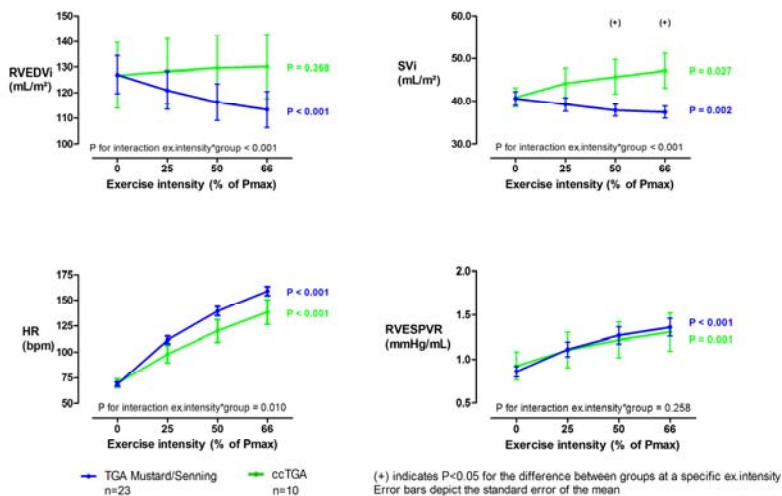 RVEDVi
(mL/m²)
150
140
130
120
110
100
P = 0.368
P < 0.001
P for interaction ex.intensity*group < 0.001
0 25 50 66
Exercise intensity (% of Pmax)
(+) (+)
SVi
(mL/m²)
60.0
50.0
40.0
30.0
P = 0.027
P = 0.002
P for interaction ex.intensity*group < 0.001
0 25 50 66
Exercise intensity (% of Pmax)
HR
(bpm)
175
150
125
100
75
50
P < 0.001
P < 0.001
P for interaction ex.intensity*group = 0.010
0 25 50 66
Exercise intensity (% of Pmax)
RVESPVR
(mmHg/mL)
2.0
1.5
1.0
0.5
P < 0.001
P = 0.001
P for interaction ex.intensity*group = 0.258
0 25 50 66
Exercise intensity (% of Pmax)
TGA Mustard/Senning
n=23
ccTGA
n=10
(+) indicates P<0.05 for the difference between groups at a specific ex.intensity
Error bars depict the standard error of the mean